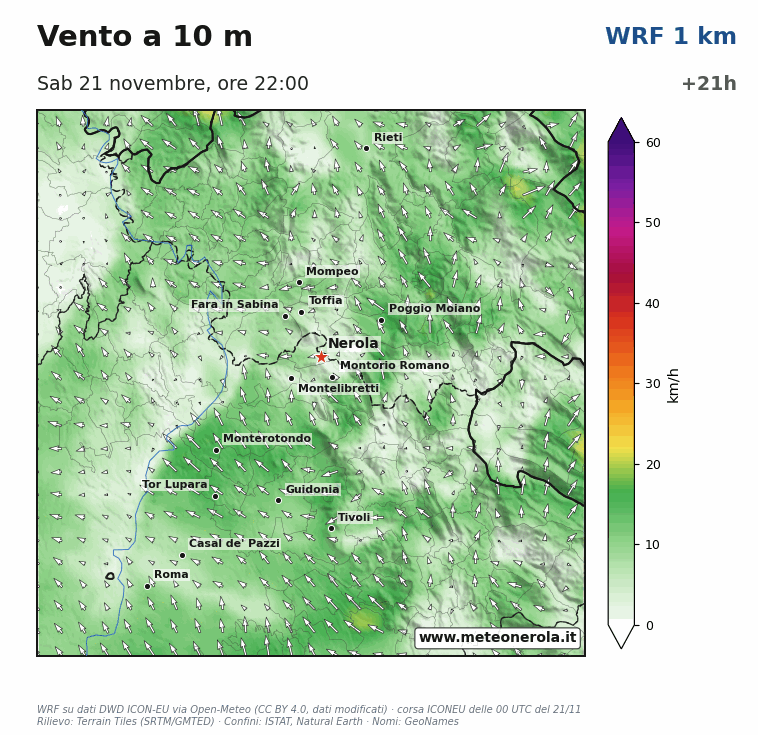 Vento a 10 m
WRF 1 km
Sab 21 novembre, ore 22:00
+21h
Rieti
Mompeo
Fara in Sabina
Toffia
Poggio Moiano
Nerola
Montorio Romano
Montelibretti
Monterotondo
Tor Lupara
Guidonia
Tivoli
Casal de' Pazzi
Roma
www.meteonerola.it
60
50
40
30
20
10
0
km/h
WRF su dati DWD ICON-EU via Open-Meteo (CC BY 4.0, dati modificati) · corsa ICONEU delle 00 UTC del 21/11
Rilievo: Terrain Tiles (SRTM/GMTED) · Confini: ISTAT, Natural Earth · Nomi: GeoNames